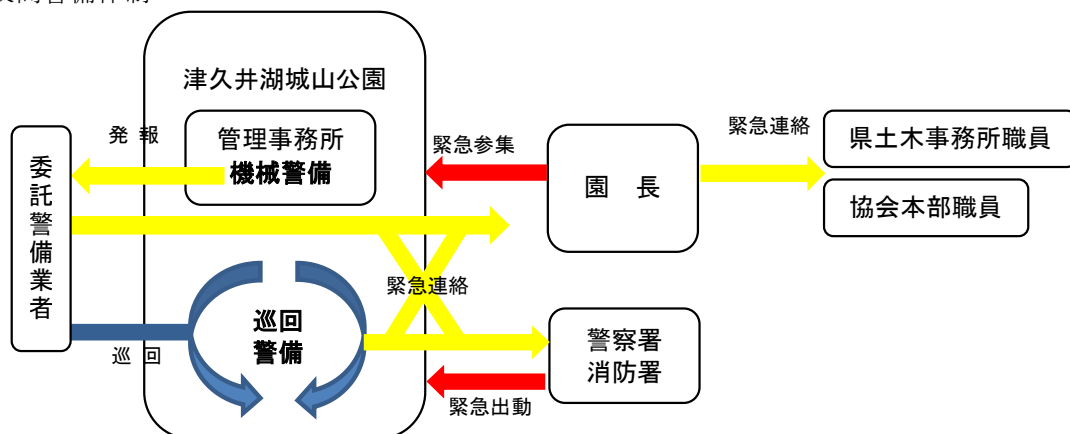 津久井湖城山公園
発 報
管理事務所
機械警備
委託警備業者
緊急参集
園 長
緊急連絡
県土木事務所職員
協会本部職員
緊急連絡
巡回
警備
巡 回
警察署
消防署
緊急出動